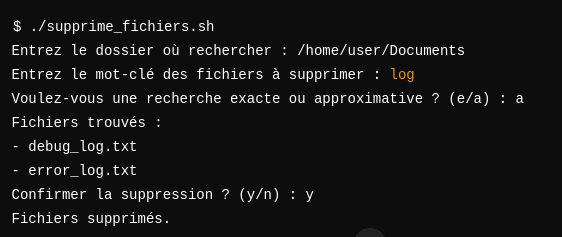 $ ./supprime_fichiers.sh
Entrez le dossier où rechercher : /home/user/Documents
Entrez le mot-clé des fichiers à supprimer : log
Voulez-vous une recherche exacte ou approximative ? (e/a) : a
Fichiers trouvés :
- debug_log.txt
- error_log.txt
Confirmer la suppression ? (y/n) : y
Fichiers supprimés.